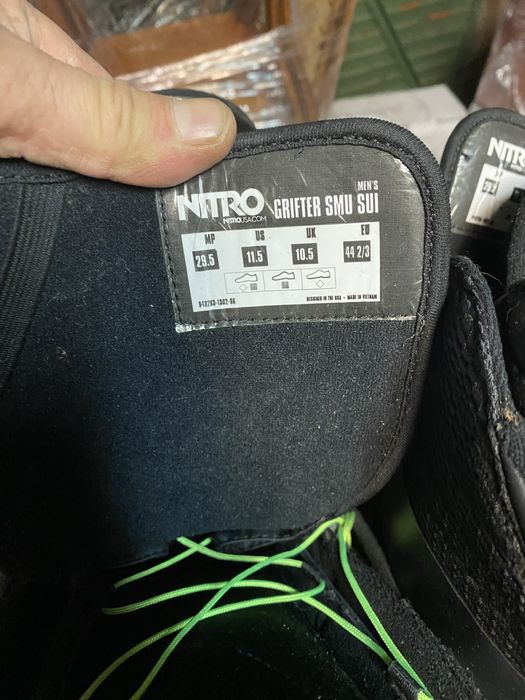 NITRO
NITROUSA.COM
MEN'S
GRIFTER SMU SUI
MP US UK EU
29.5 11.5 10.5 44 2/3
DESIGNED IN THE USA - MADE IN VIETNAM
NITRO